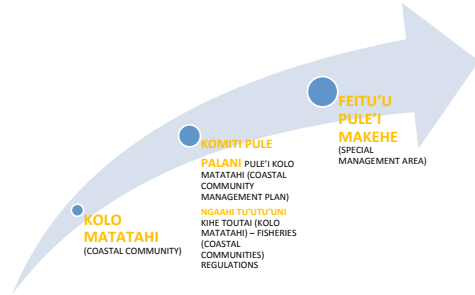 KOLO
MATATAHI
(COASTAL COMMUNITY)
KOMITI PULE
PALANI PULE'I KOLO
MATATAHI (COASTAL
COMMUNITY
MANAGEMENT PLAN)
NGAAHI TU'UTU'UNI
KIHE TOUTAI (KOLO
MATATAHI) – FISHERIES
(COASTAL
COMMUNITIES)
REGULATIONS
FEITU'U
PULE'I
MAKEHE
(SPECIAL
MANAGEMENT AREA)